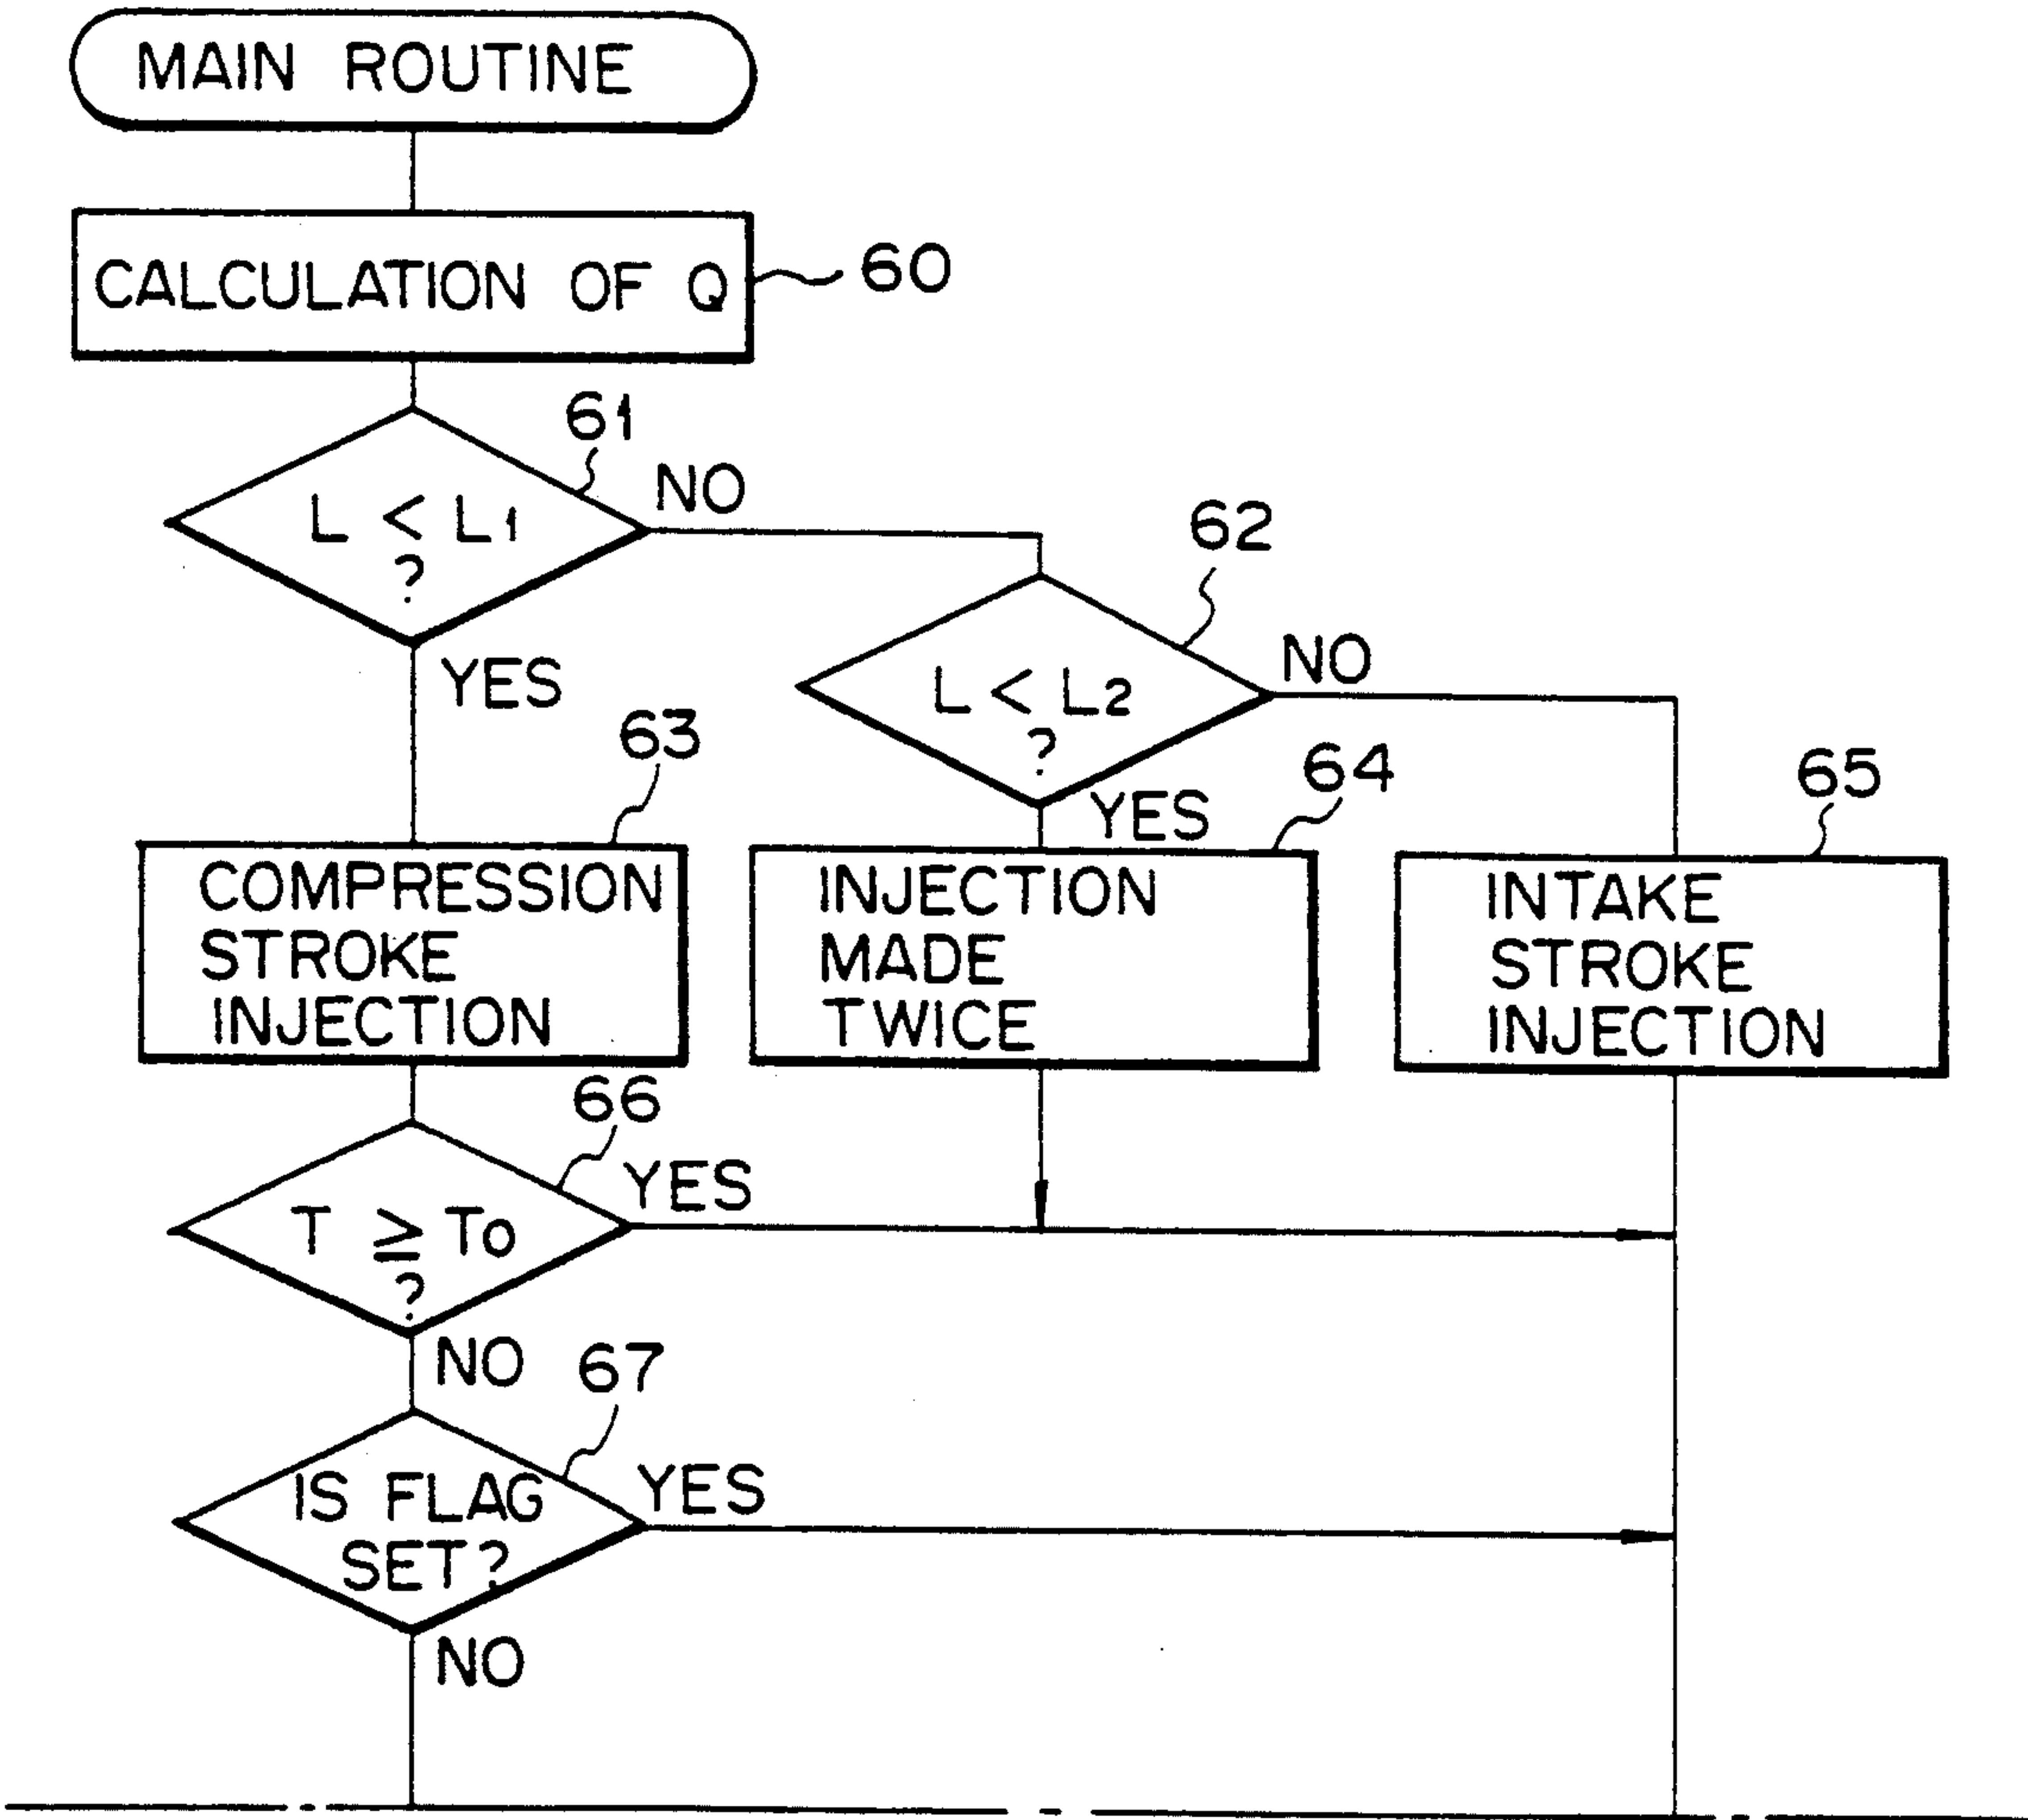 MAIN ROUTINE
CALCULATION OF Q
60
61
L < L1
?
NO
YES
62
L < L2
?
NO
YES
63
COMPRESSION
STROKE
INJECTION
64
INJECTION
MADE
TWICE
65
INTAKE
STROKE
INJECTION
66
T ≥ To
?
YES
NO
67
IS FLAG
SET?
YES
NO